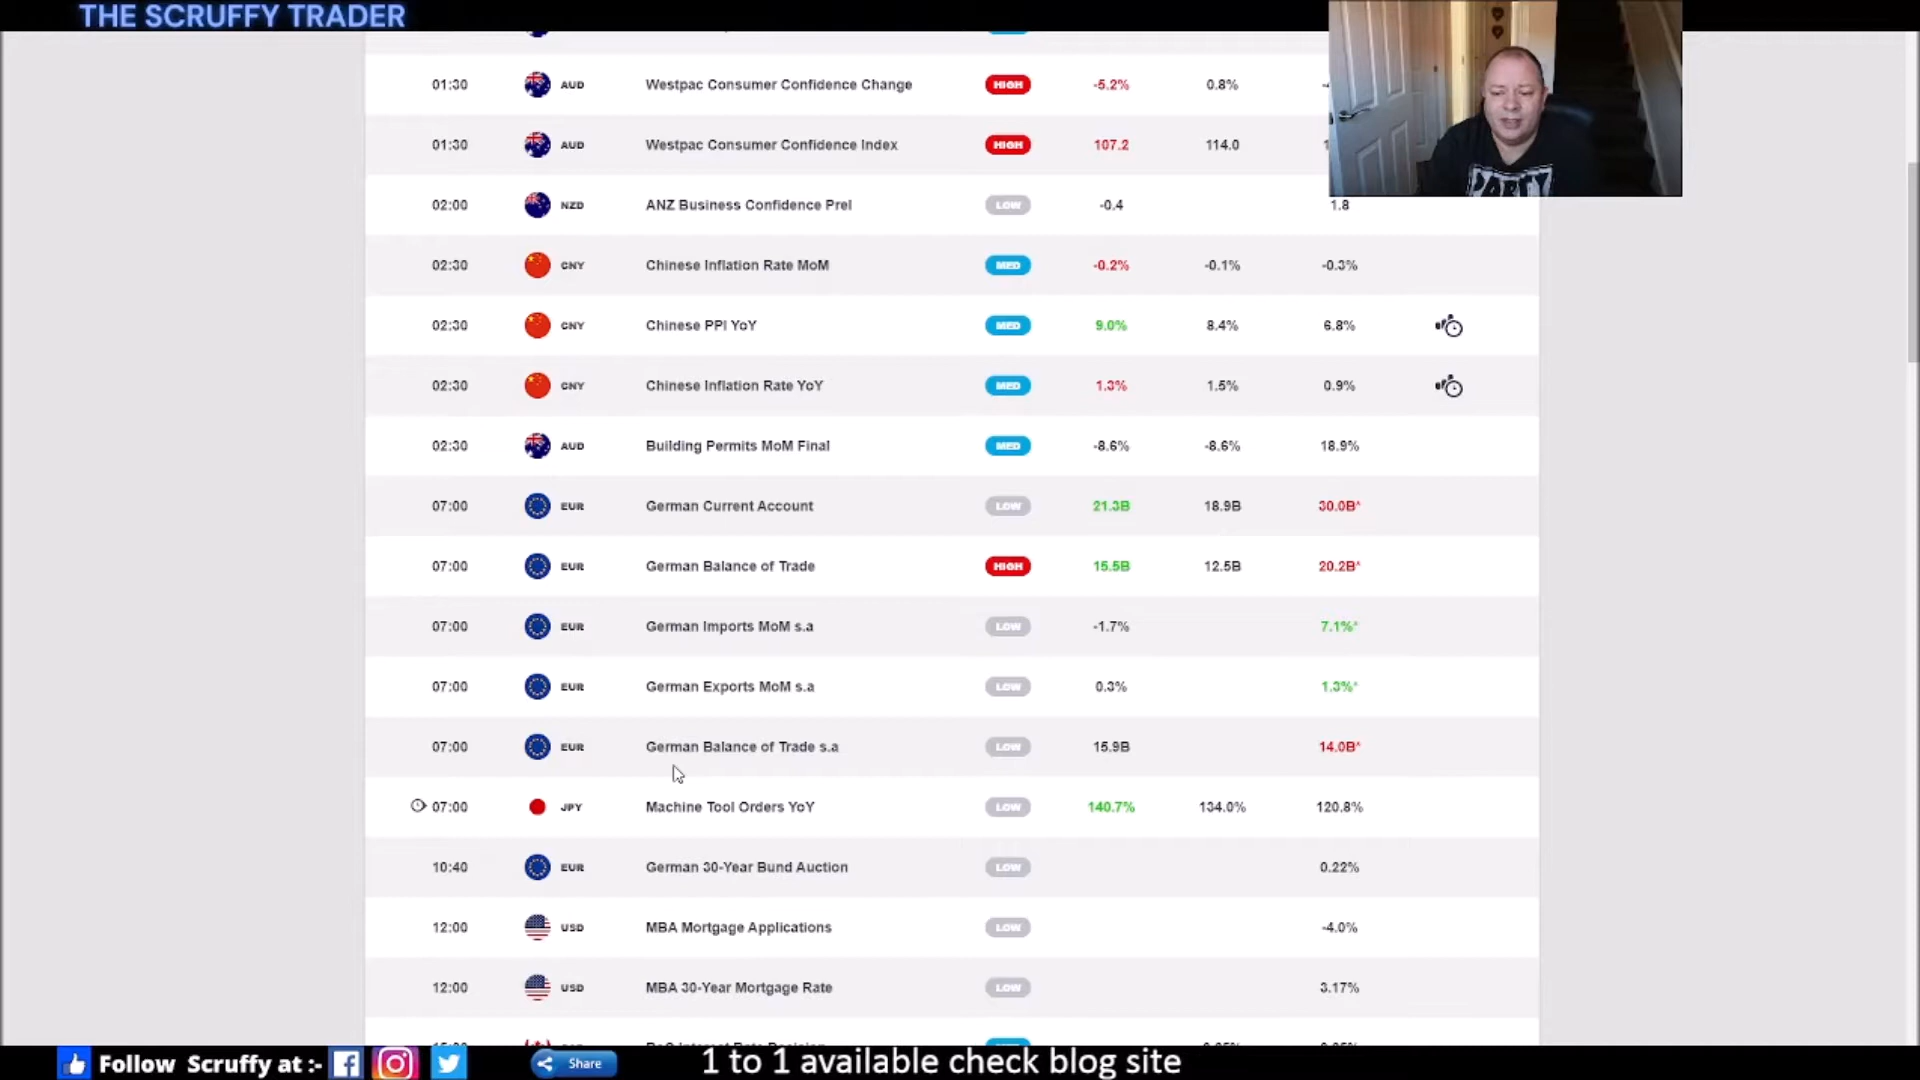 THE SCRUFFY TRADER
01:30 AUD Westpac Consumer Confidence Change HIGH -5.2% 0.8%
01:30 AUD Westpac Consumer Confidence Index HIGH 107.2 114.0
02:00 NZD ANZ Business Confidence Prel LOW -0.4 1.8
02:30 CNY Chinese Inflation Rate MoM MED -0.2% -0.1% -0.3%
02:30 CNY Chinese PPI YoY MED 9.0% 8.4% 6.8%
02:30 CNY Chinese Inflation Rate YoY MED 1.3% 1.5% 0.9%
02:30 AUD Building Permits MoM Final MED -8.6% -8.6% 18.9%
07:00 EUR German Current Account LOW 21.3B 18.9B 30.0B*
07:00 EUR German Balance of Trade HIGH 15.5B 12.5B 20.2B*
07:00 EUR German Imports MoM s.a LOW -1.7% 7.1%*
07:00 EUR German Exports MoM s.a LOW 0.3% 1.3%*
07:00 EUR German Balance of Trade s.a LOW 15.9B 14.0B*
07:00 JPY Machine Tool Orders YoY LOW 140.7% 134.0% 120.8%
10:40 EUR German 30-Year Bund Auction LOW 0.22%
12:00 USD MBA Mortgage Applications LOW -4.0%
12:00 USD MBA 30-Year Mortgage Rate LOW 3.17%
PARTY
Follow Scruffy at :- Share 1 to 1 available check blog site